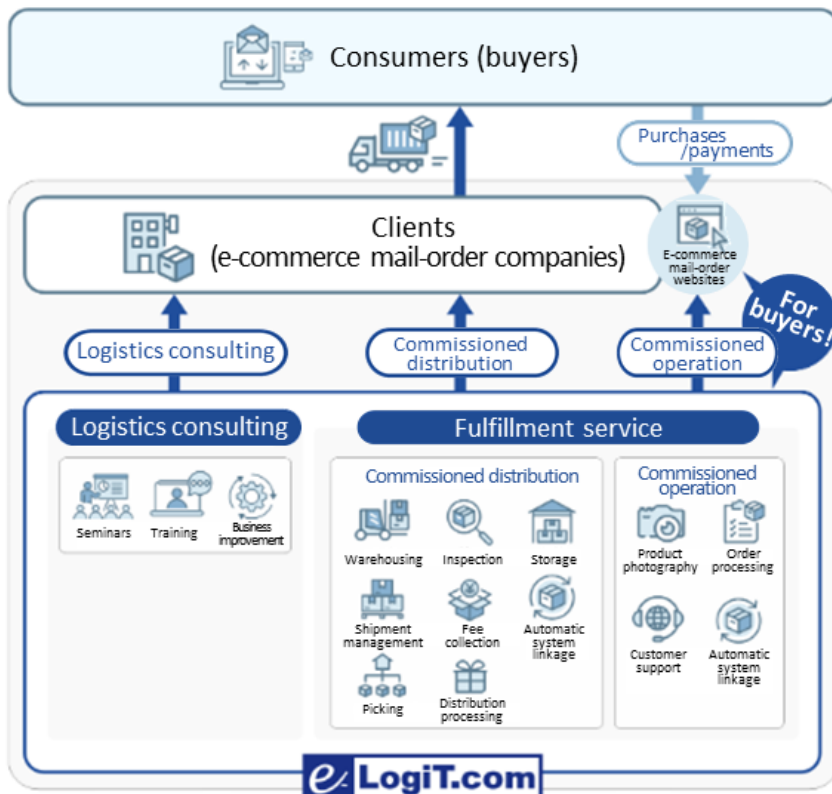 Consumers (buyers)
Purchases
/payments
Clients
(e-commerce mail-order companies)
E-commerce
mail-order
websites
For
buyers!
Logistics consulting
Commissioned
distribution
Commissioned
operation
Logistics consulting
Fulfillment service
Seminars
Training
Business
improvement
Commissioned distribution
Warehousing
Inspection
Storage
Shipment
management
Fee
collection
Automatic
system
linkage
Picking
Distribution
processing
Commissioned
operation
Product
photography
Order
processing
Customer
support
Automatic
system
linkage
e-LogiT.com